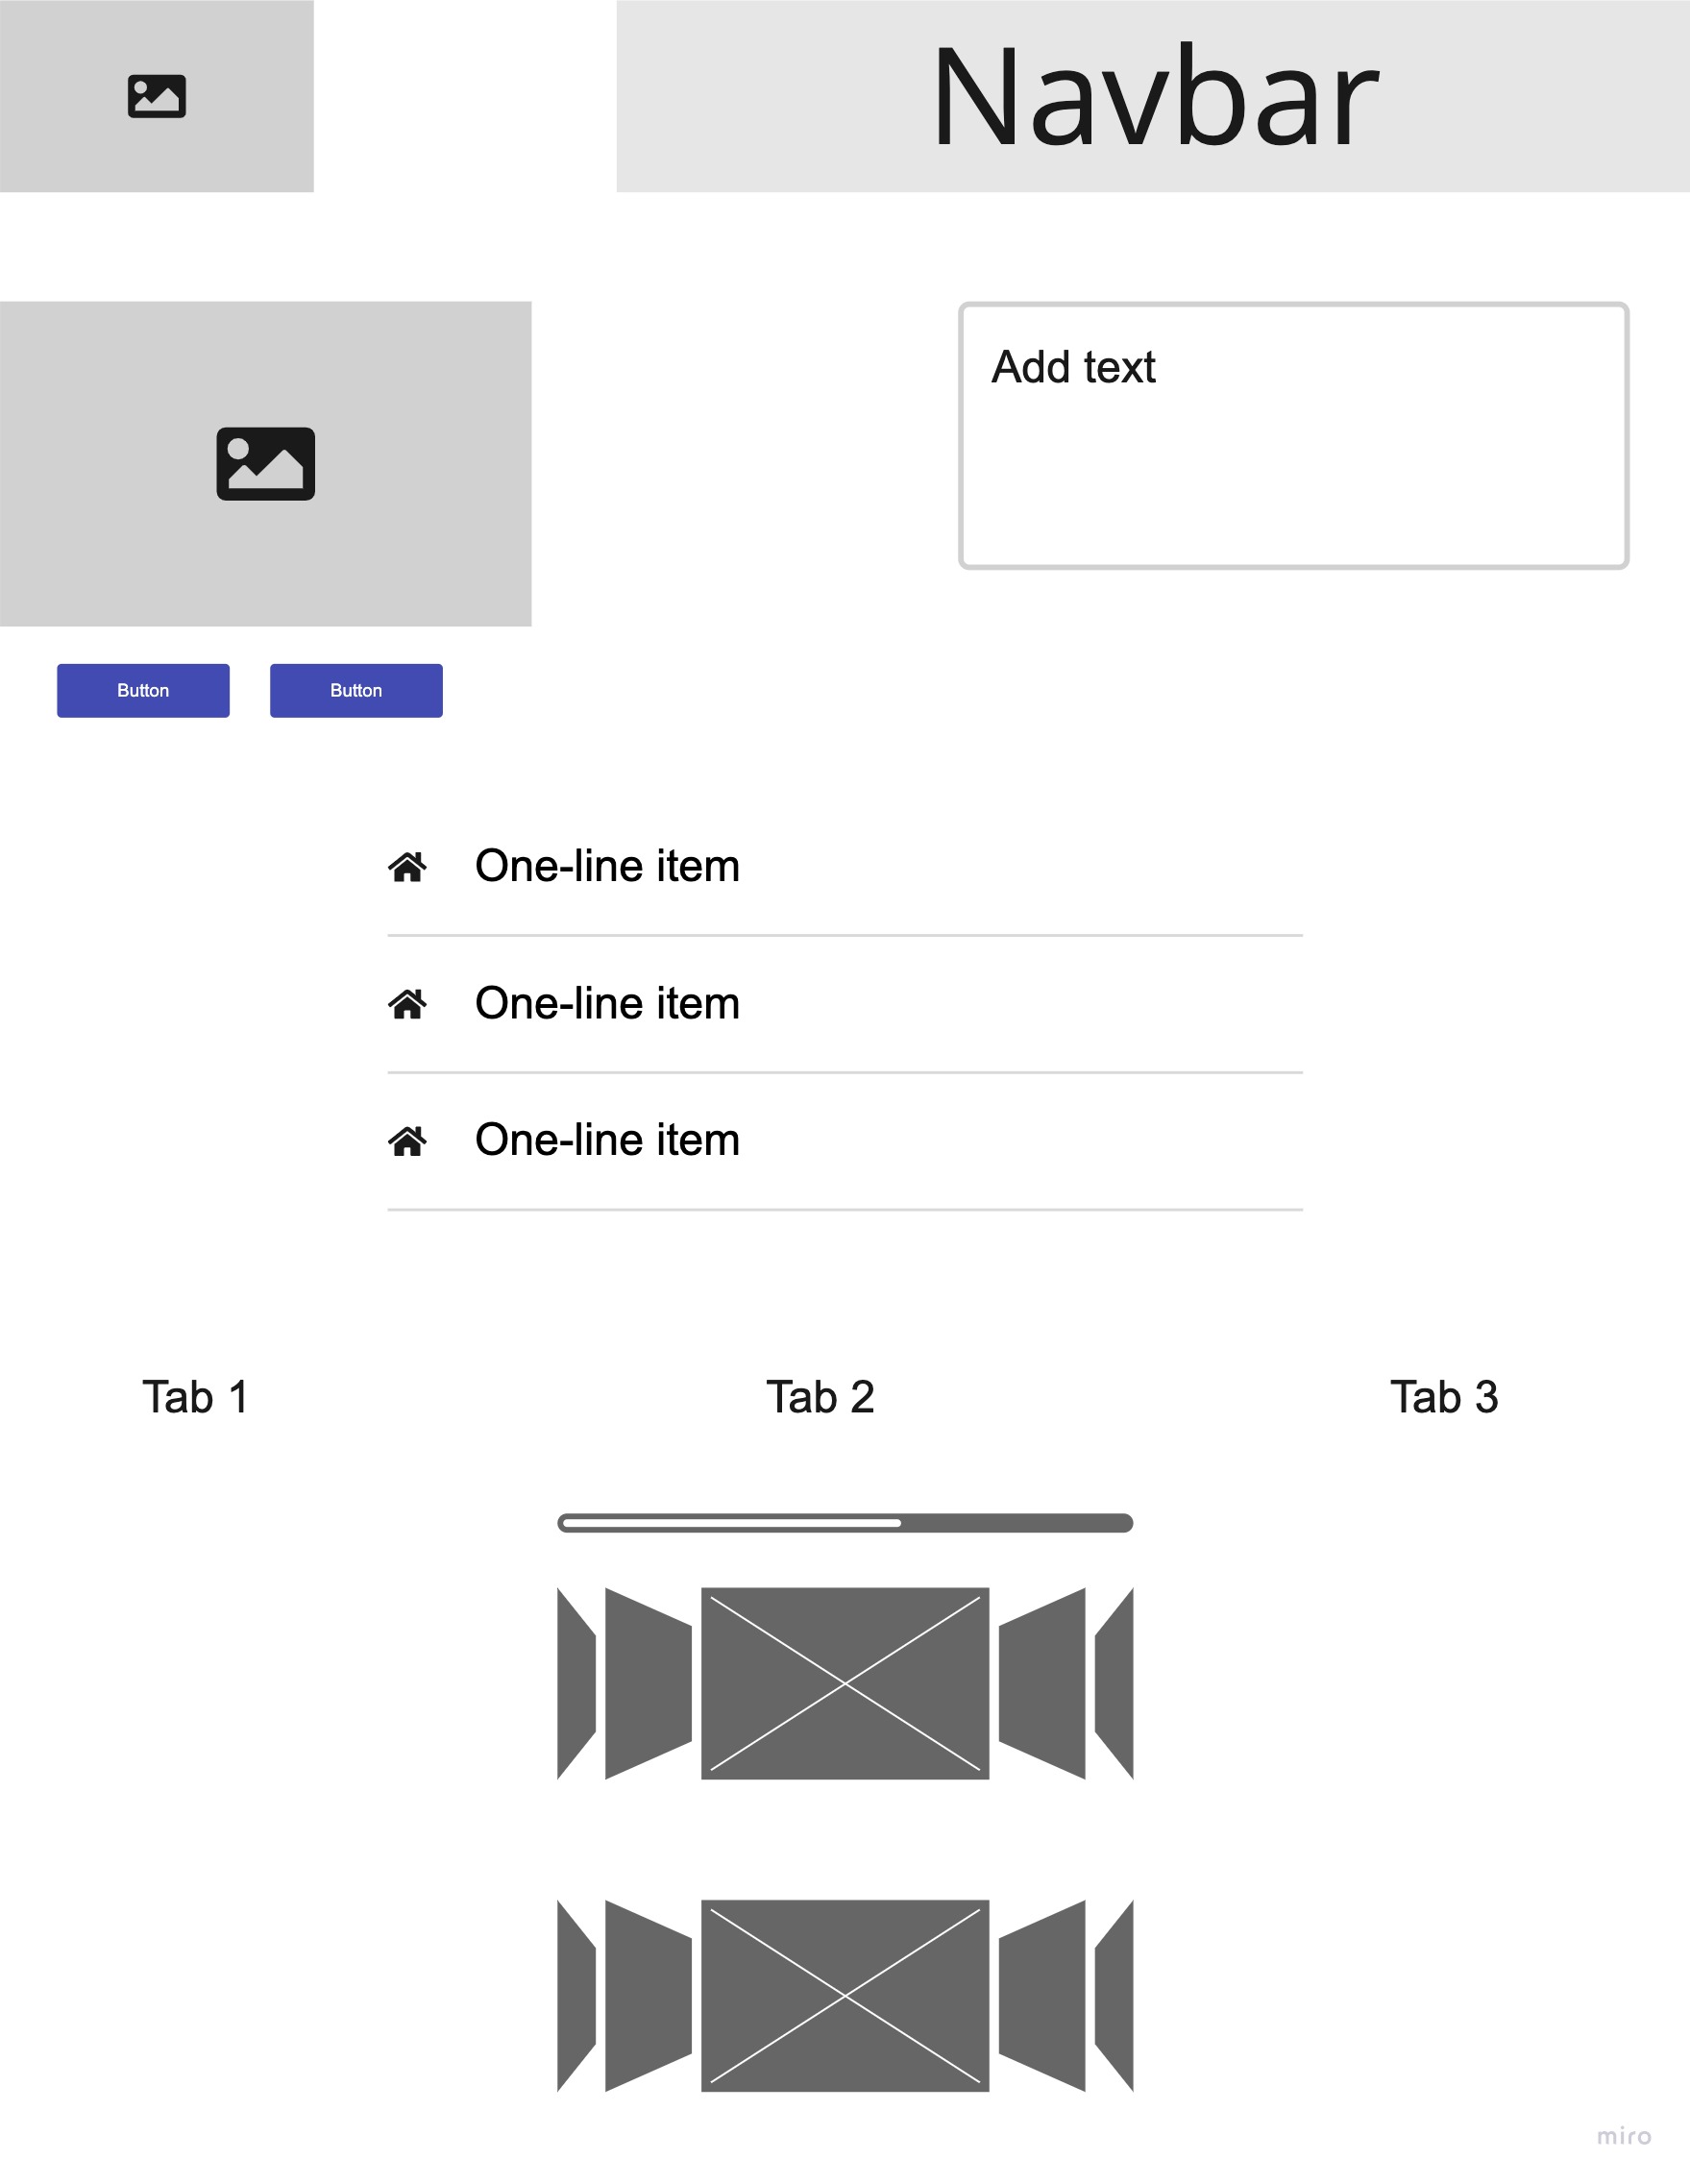 Navbar
Add text
Button Button
One-line item
One-line item
One-line item
Tab 1 Tab 2 Tab 3
miro